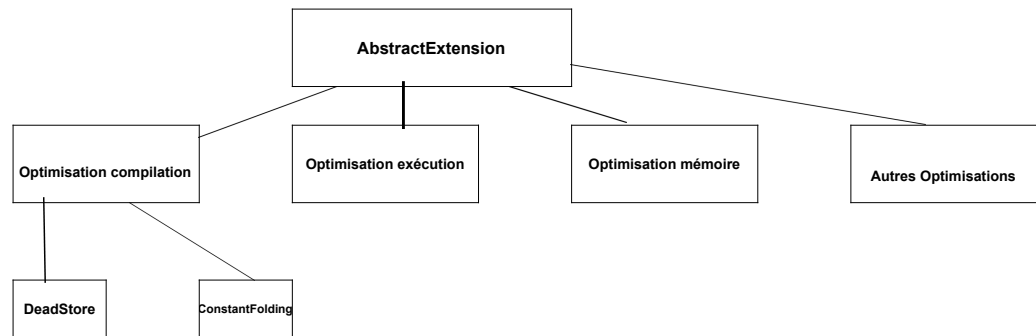 AbstractExtension
Optimisation compilation
Optimisation exécution
Optimisation mémoire
Autres Optimisations
DeadStore
ConstantFolding